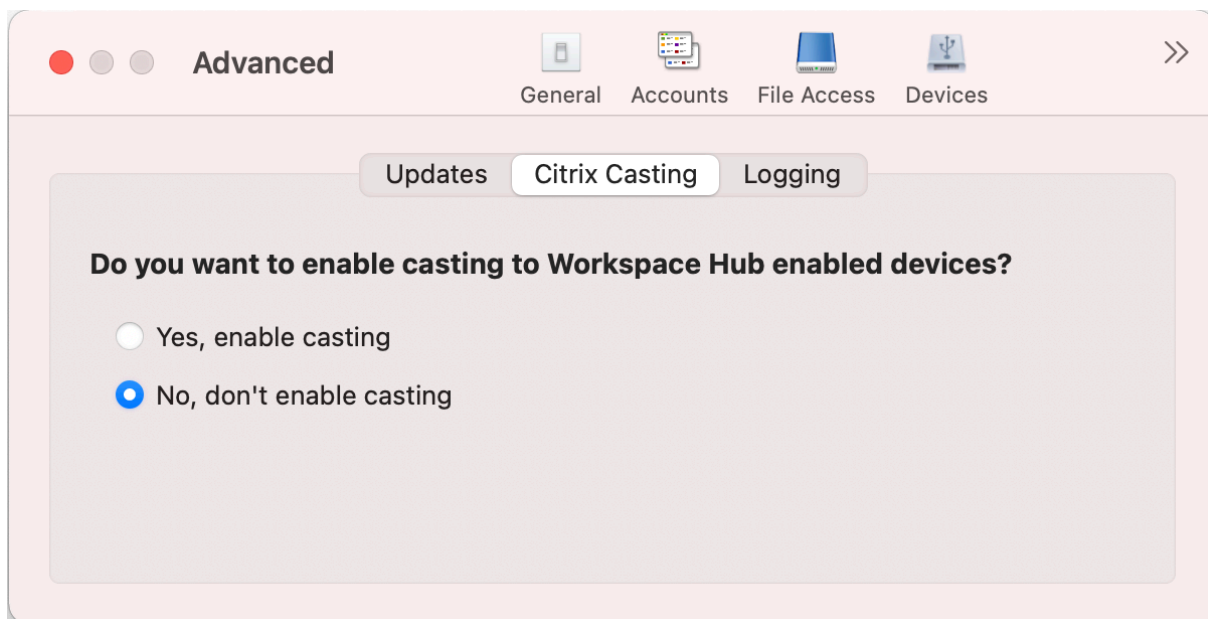 Advanced
General
Accounts
File Access
Devices
Updates
Citrix Casting
Logging
Do you want to enable casting to Workspace Hub enabled devices?
Yes, enable casting
No, don't enable casting